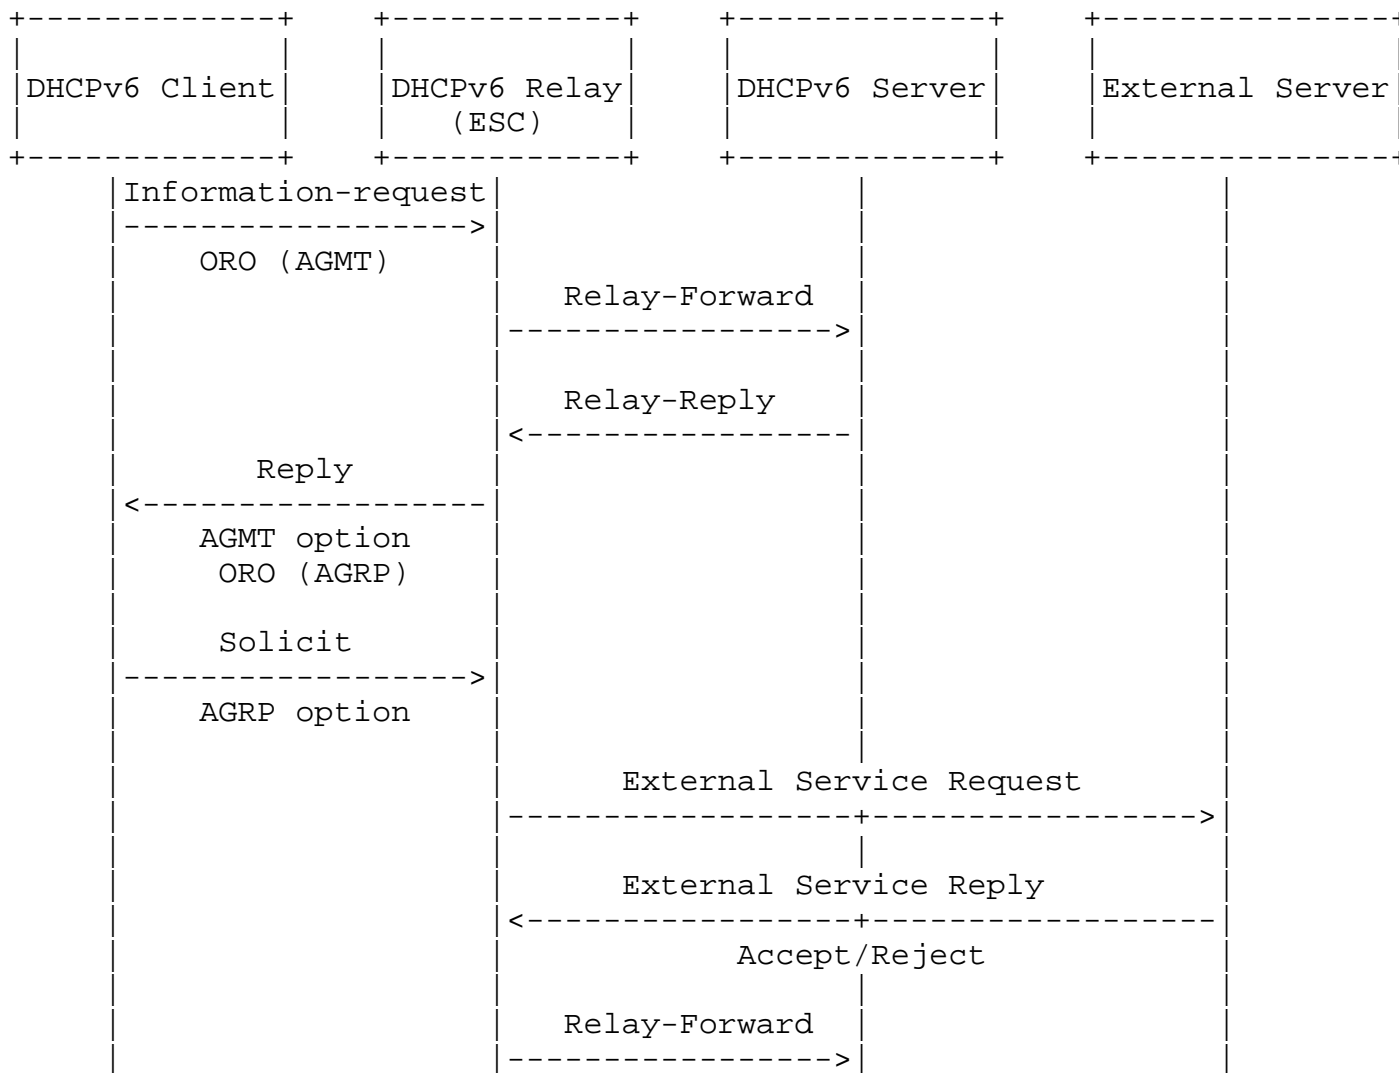 DHCPv6 Client DHCPv6 Relay DHCPv6 Server External Server
(ESC)
Information-request
ORO (AGMT)
Relay-Forward
Relay-Reply
Reply
AGMT option
ORO (AGRP)
Solicit
AGRP option
External Service Request
External Service Reply
Accept/Reject
Relay-Forward